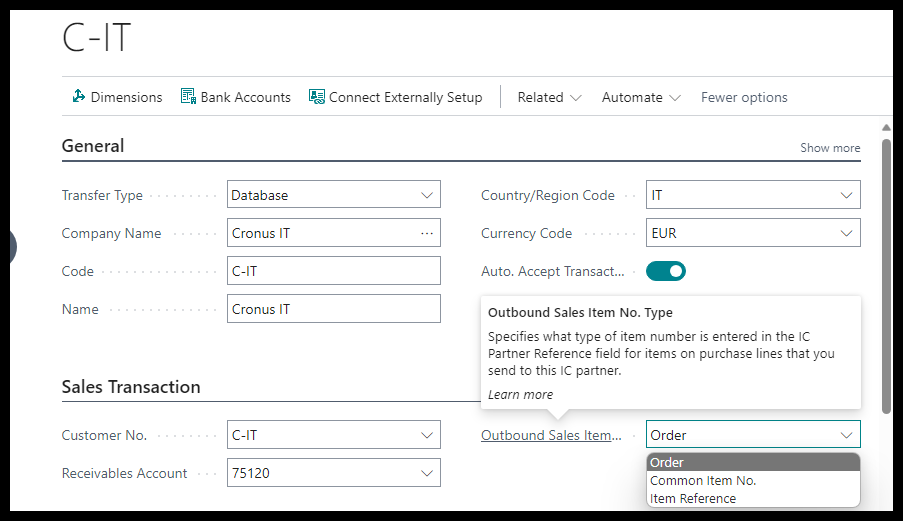 C-IT
Dimensions Bank Accounts Connect Externally Setup Related Automate Fewer options
General Show more
Transfer Type Database Country/Region Code IT
Company Name Cronus IT ... Currency Code EUR
Code C-IT Auto. Accept Transact...
Name Cronus IT
Outbound Sales Item No. Type
Specifies what type of item number is entered in the IC
Partner Reference field for items on purchase lines that you
send to this IC partner.
Learn more
Sales Transaction
Customer No. C-IT Outbound Sales Item... Order
Receivables Account 75120
Order
Common Item No.
Item Reference